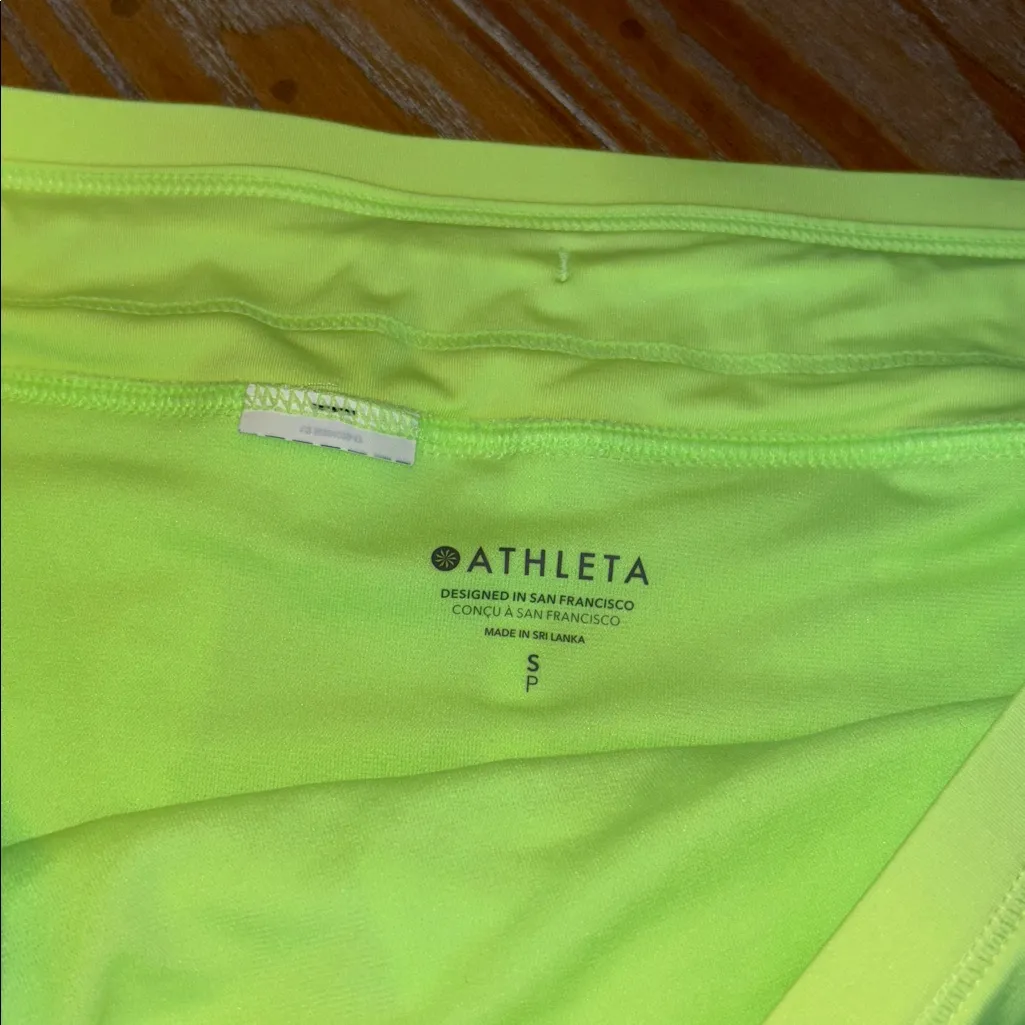 ATHLETA
DESIGNED IN SAN FRANCISCO
CONÇU À SAN FRANCISCO
MADE IN SRI LANKA
S
P